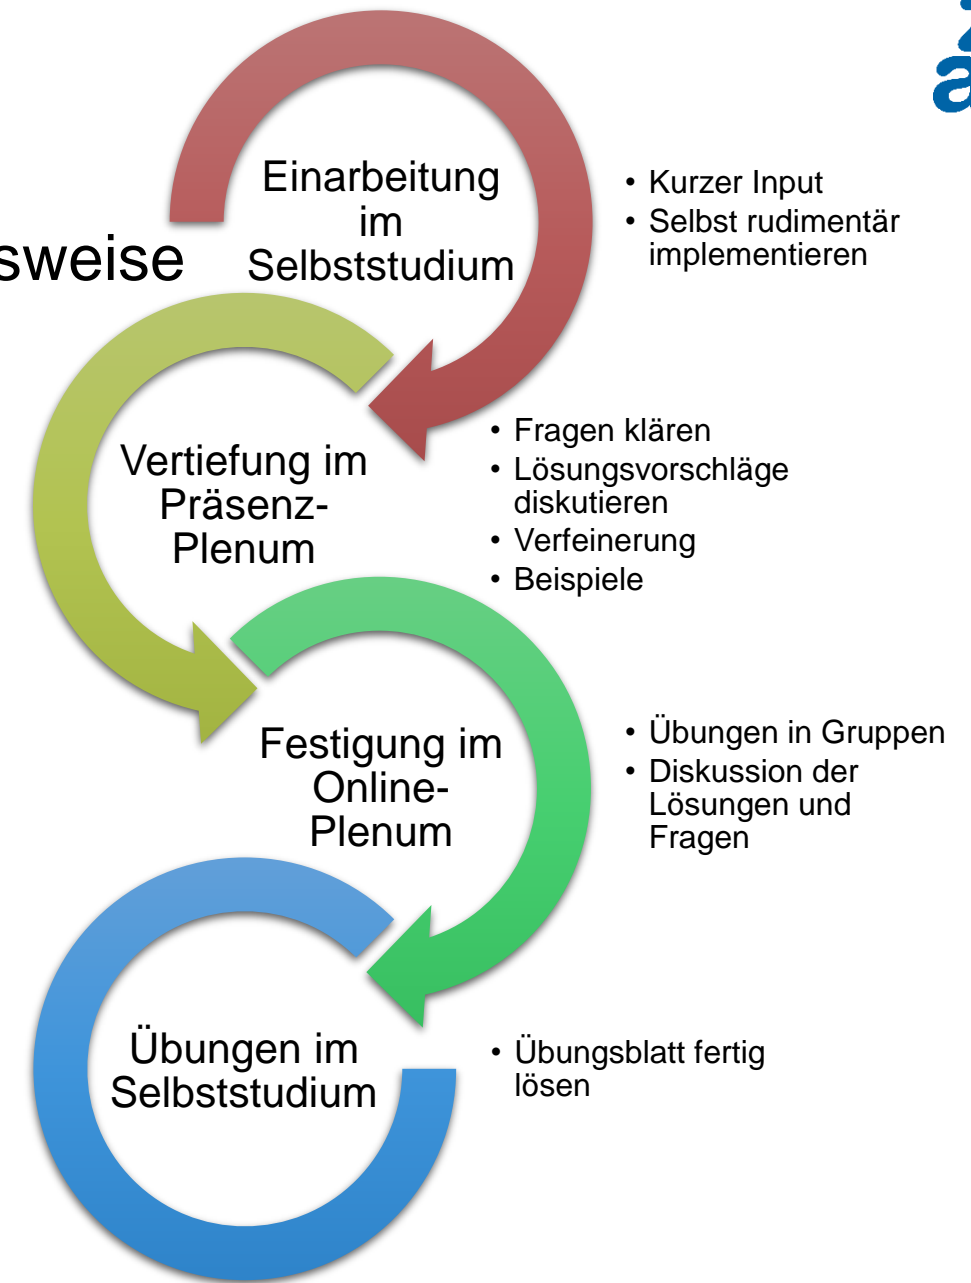 Einarbeitung
im
Selbststudium
• Kurzer Input
• Selbst rudimentär
implementieren
sweise
Vertiefung im
Präsenz-
Plenum
• Fragen klären
• Lösungsvorschläge
diskutieren
• Verfeinerung
• Beispiele
Festigung im
Online-
Plenum
• Übungen in Gruppen
• Diskussion der
Lösungen und
Fragen
Übungen im
Selbststudium
• Übungsblatt fertig
lösen